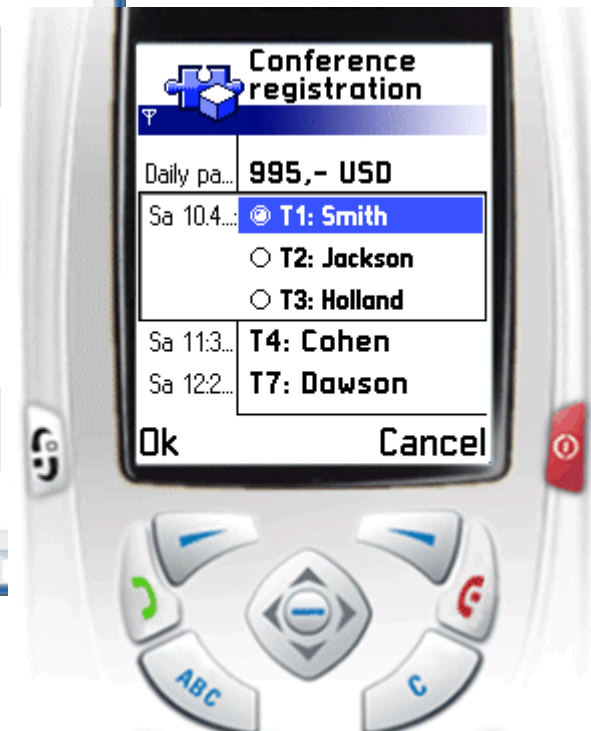 Conference
registration
Daily pa... 995,- USD
Sa 10.4...: T1: Smith
T2: Jackson
T3: Holland
Sa 11:3... T4: Cohen
Sa 12:2... T7: Dawson
Ok Cancel
ABC C